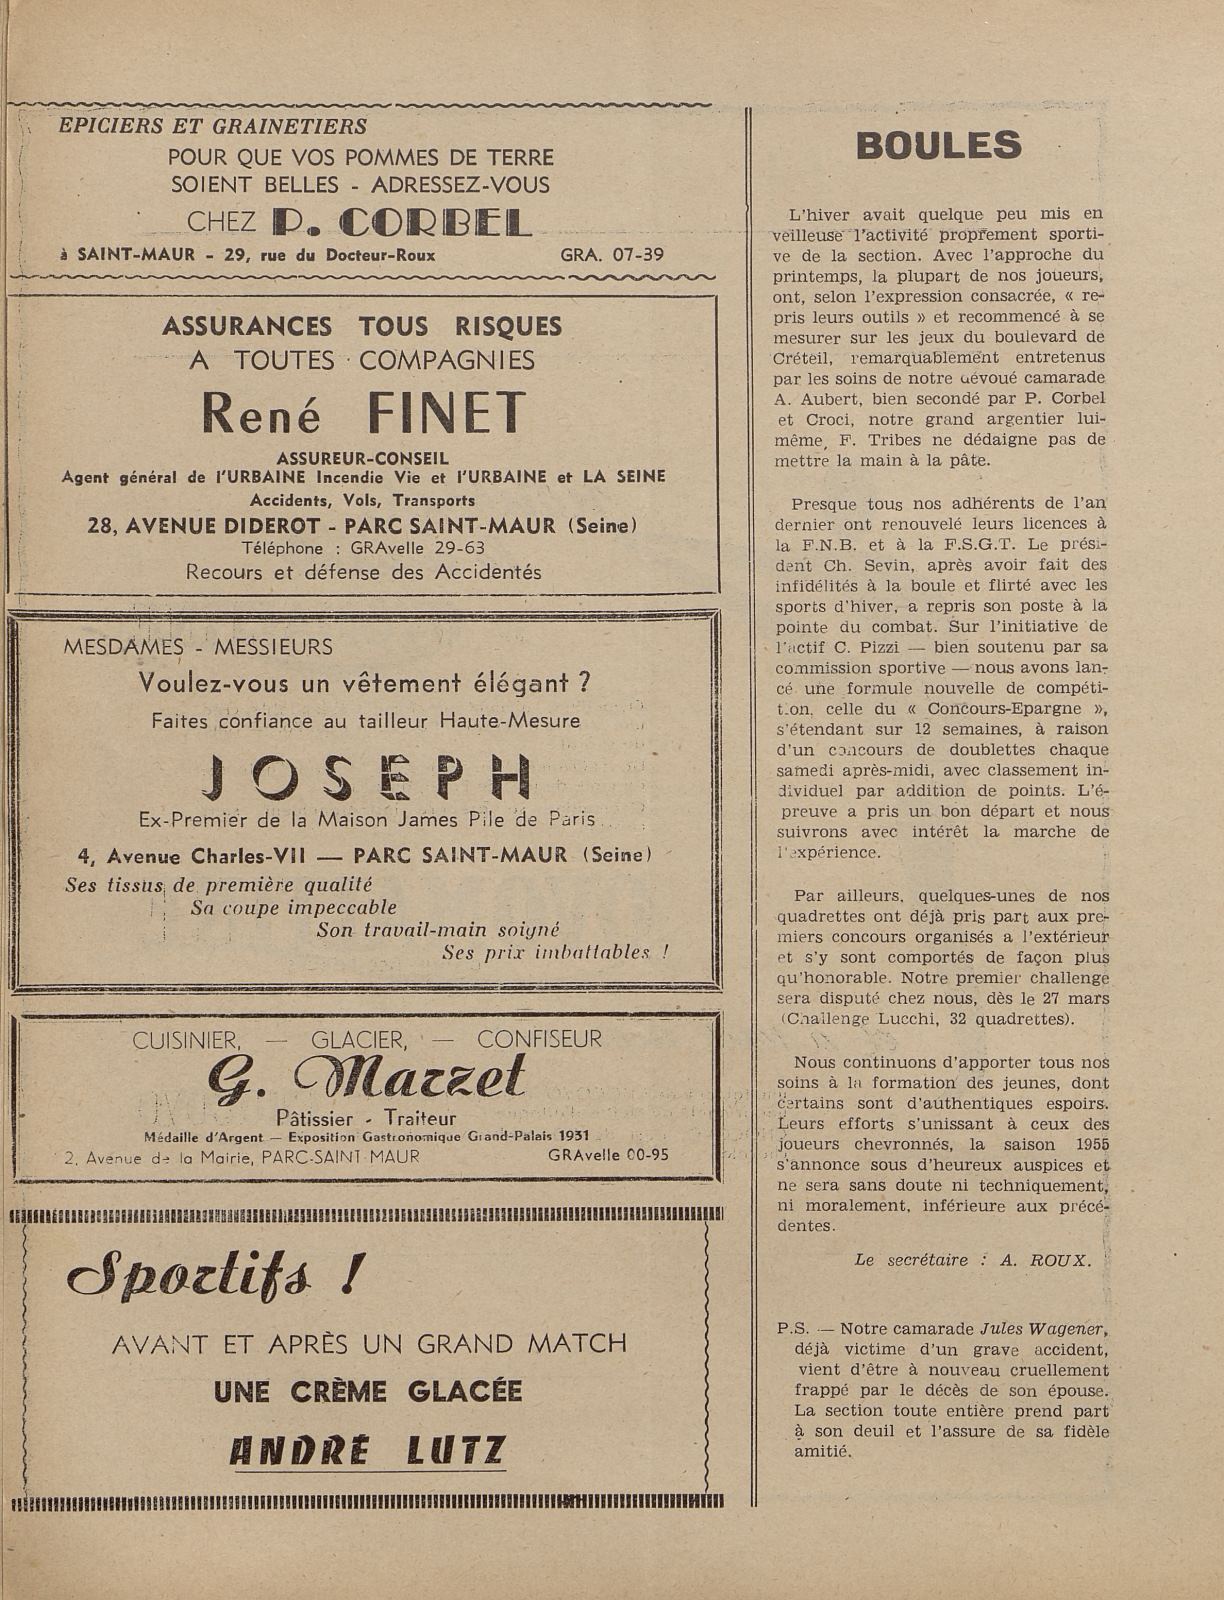 EPICIERS ET GRAINETIERS
POUR QUE VOS POMMES DE TERRE
SOIENT BELLES - ADRESSEZ-VOUS
CHEZ P. CORBEL
à SAINT-MAUR - 29, rue du Docteur-Roux GRA. 07-39
ASSURANCES TOUS RISQUES
A TOUTES COMPAGNIES
René FINET
ASSUREUR-CONSEIL
Agent général de l'URBAINE Incendie Vie et l'URBAINE et LA SEINE
Accidents, Vols, Transports
28, AVENUE DIDEROT - PARC SAINT-MAUR (Seine)
Téléphone : GRAvelle 29-63
Recours et défense des Accidentés
MESDAMES - MESSIEURS
Voulez-vous un vêtement élégant ?
Faites confiance au tailleur Haute-Mesure
JOSEPH
Ex-Premier de la Maison James Pile de Paris
4, Avenue Charles-VII — PARC SAINT-MAUR (Seine)
Ses tissus de première qualité
Sa coupe impeccable
Son travail-main soigné
Ses prix imbattables !
CUISINIER, — GLACIER, — CONFISEUR
G. Marzet
Pâtissier - Traiteur
Médaille d'Argent — Exposition Gastronomique Grand-Palais 1931
2, Avenue de la Mairie, PARC-SAINT MAUR GRAvelle 00-95
Sportifs !
AVANT ET APRÈS UN GRAND MATCH
UNE CRÈME GLACÉE
ANDRE LUTZ
BOULES
L'hiver avait quelque peu mis en
veilleuse l'activité proprement sporti-
ve de la section. Avec l'approche du
printemps, la plupart de nos joueurs,
ont, selon l'expression consacrée, « re-
pris leurs outils » et recommencé à se
mesurer sur les jeux du boulevard de
Créteil, remarquablement entretenus
par les soins de notre dévoué camarade
A. Aubert, bien secondé par P. Corbel
et Croci, notre grand argentier lui-
même, F. Tribes ne dédaigne pas de
mettre la main à la pâte.
Presque tous nos adhérents de l'an
dernier ont renouvelé leurs licences à
la F.N.B. et à la F.S.G.T. Le prési-
dent Ch. Sevin, après avoir fait des
infidélités à la boule et flirté avec les
sports d'hiver, a repris son poste à la
pointe du combat. Sur l'initiative de
l'actif C. Pizzi — bien soutenu par sa
commission sportive — nous avons lan-
cé une formule nouvelle de compéti-
tion, celle du « Concours-Epargne »,
s'étendant sur 12 semaines, à raison
d'un concours de doublettes chaque
samedi après-midi, avec classement in-
dividuel par addition de points. L'é-
preuve a pris un bon départ et nous
suivrons avec intérêt la marche de
l'expérience.
Par ailleurs, quelques-unes de nos
quadrettes ont déjà pris part aux pre-
miers concours organisés a l'extérieur
et s'y sont comportés de façon plus
qu'honorable. Notre premier challenge
sera disputé chez nous, dès le 27 mars
(Challenge Lucchi, 32 quadrettes).
Nous continuons d'apporter tous nos
soins à la formation des jeunes, dont
certains sont d'authentiques espoirs.
Leurs efforts s'unissant à ceux des
joueurs chevronnés, la saison 1955
s'annonce sous d'heureux auspices et
ne sera sans doute ni techniquement,
ni moralement, inférieure aux précé-
dentes.
Le secrétaire : A. ROUX.
P.S. — Notre camarade Jules Wagener,
déjà victime d'un grave accident,
vient d'être à nouveau cruellement
frappé par le décès de son épouse.
La section toute entière prend part
à son deuil et l'assure de sa fidèle
amitié.